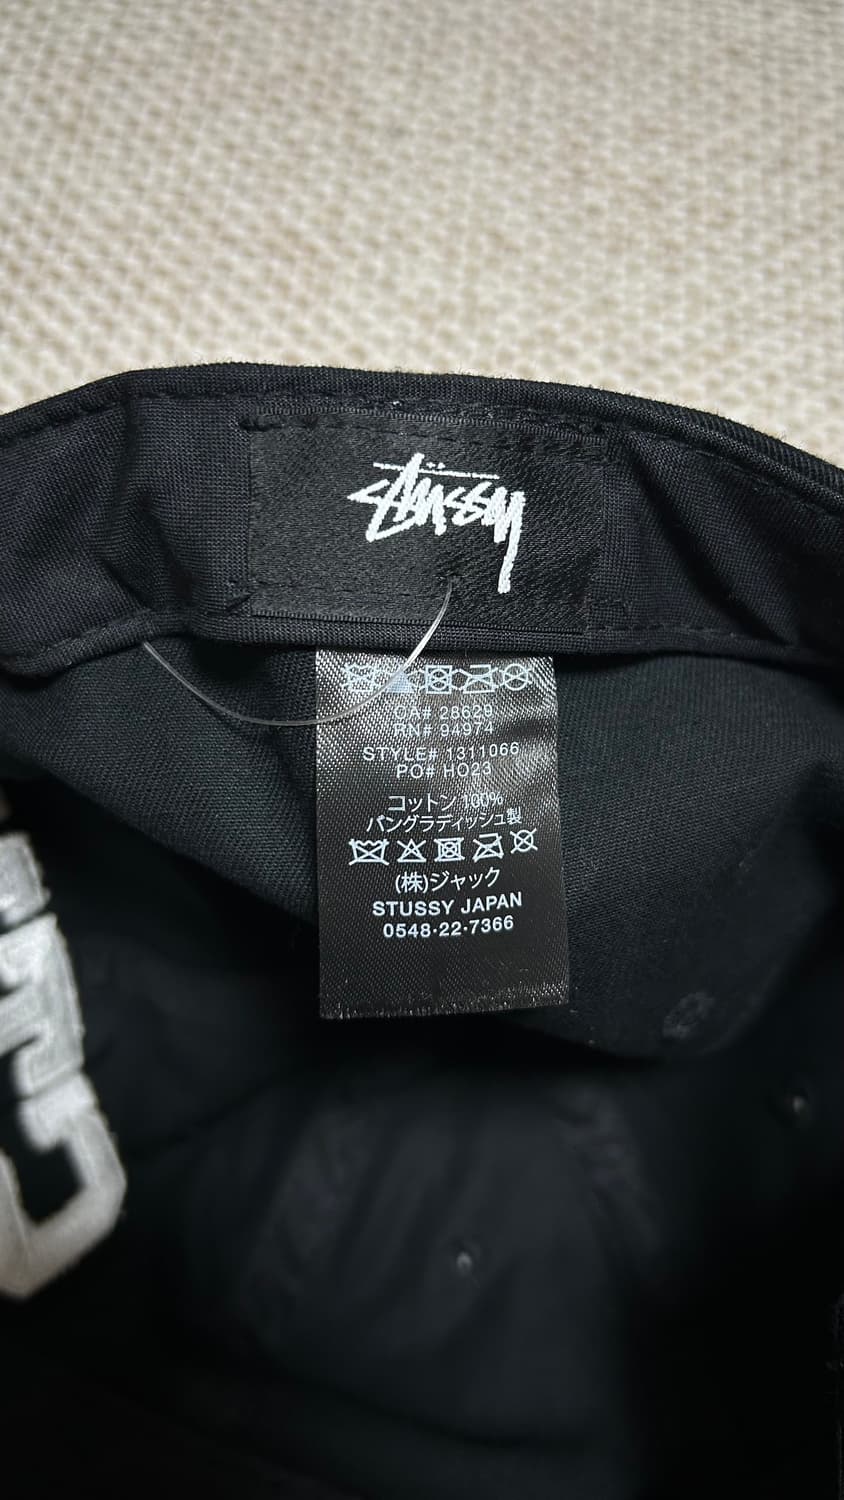 Stüssy
CA# 28629
RN# 94974
STYLE# 1311066
PO# HO23
コットン 100%
バングラディッシュ製
(株)ジャック
STUSSY JAPAN
0548·22·7366